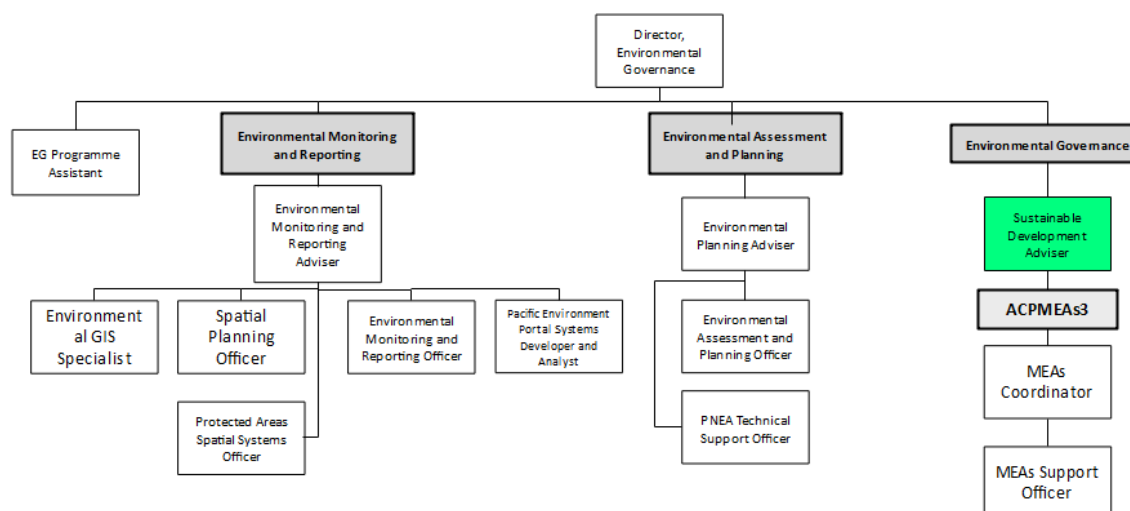 Director,
Environmental
Governance
EG Programme
Assistant
Environmental Monitoring
and Reporting
Environmental Assessment
and Planning
Environmental Governance
Environmental
Monitoring and
Reporting
Adviser
Environmental
Planning Adviser
Sustainable
Development
Adviser
Environment
al GIS
Specialist
Spatial
Planning
Officer
Environmental
Monitoring and
Reporting Officer
Pacific Environment
Portal Systems
Developer and
Analyst
Environmental
Assessment and
Planning Officer
ACPMEAs3
MEAs
Coordinator
Protected Areas
Spatial Systems
Officer
PNEA Technical
Support Officer
MEAs Support
Officer